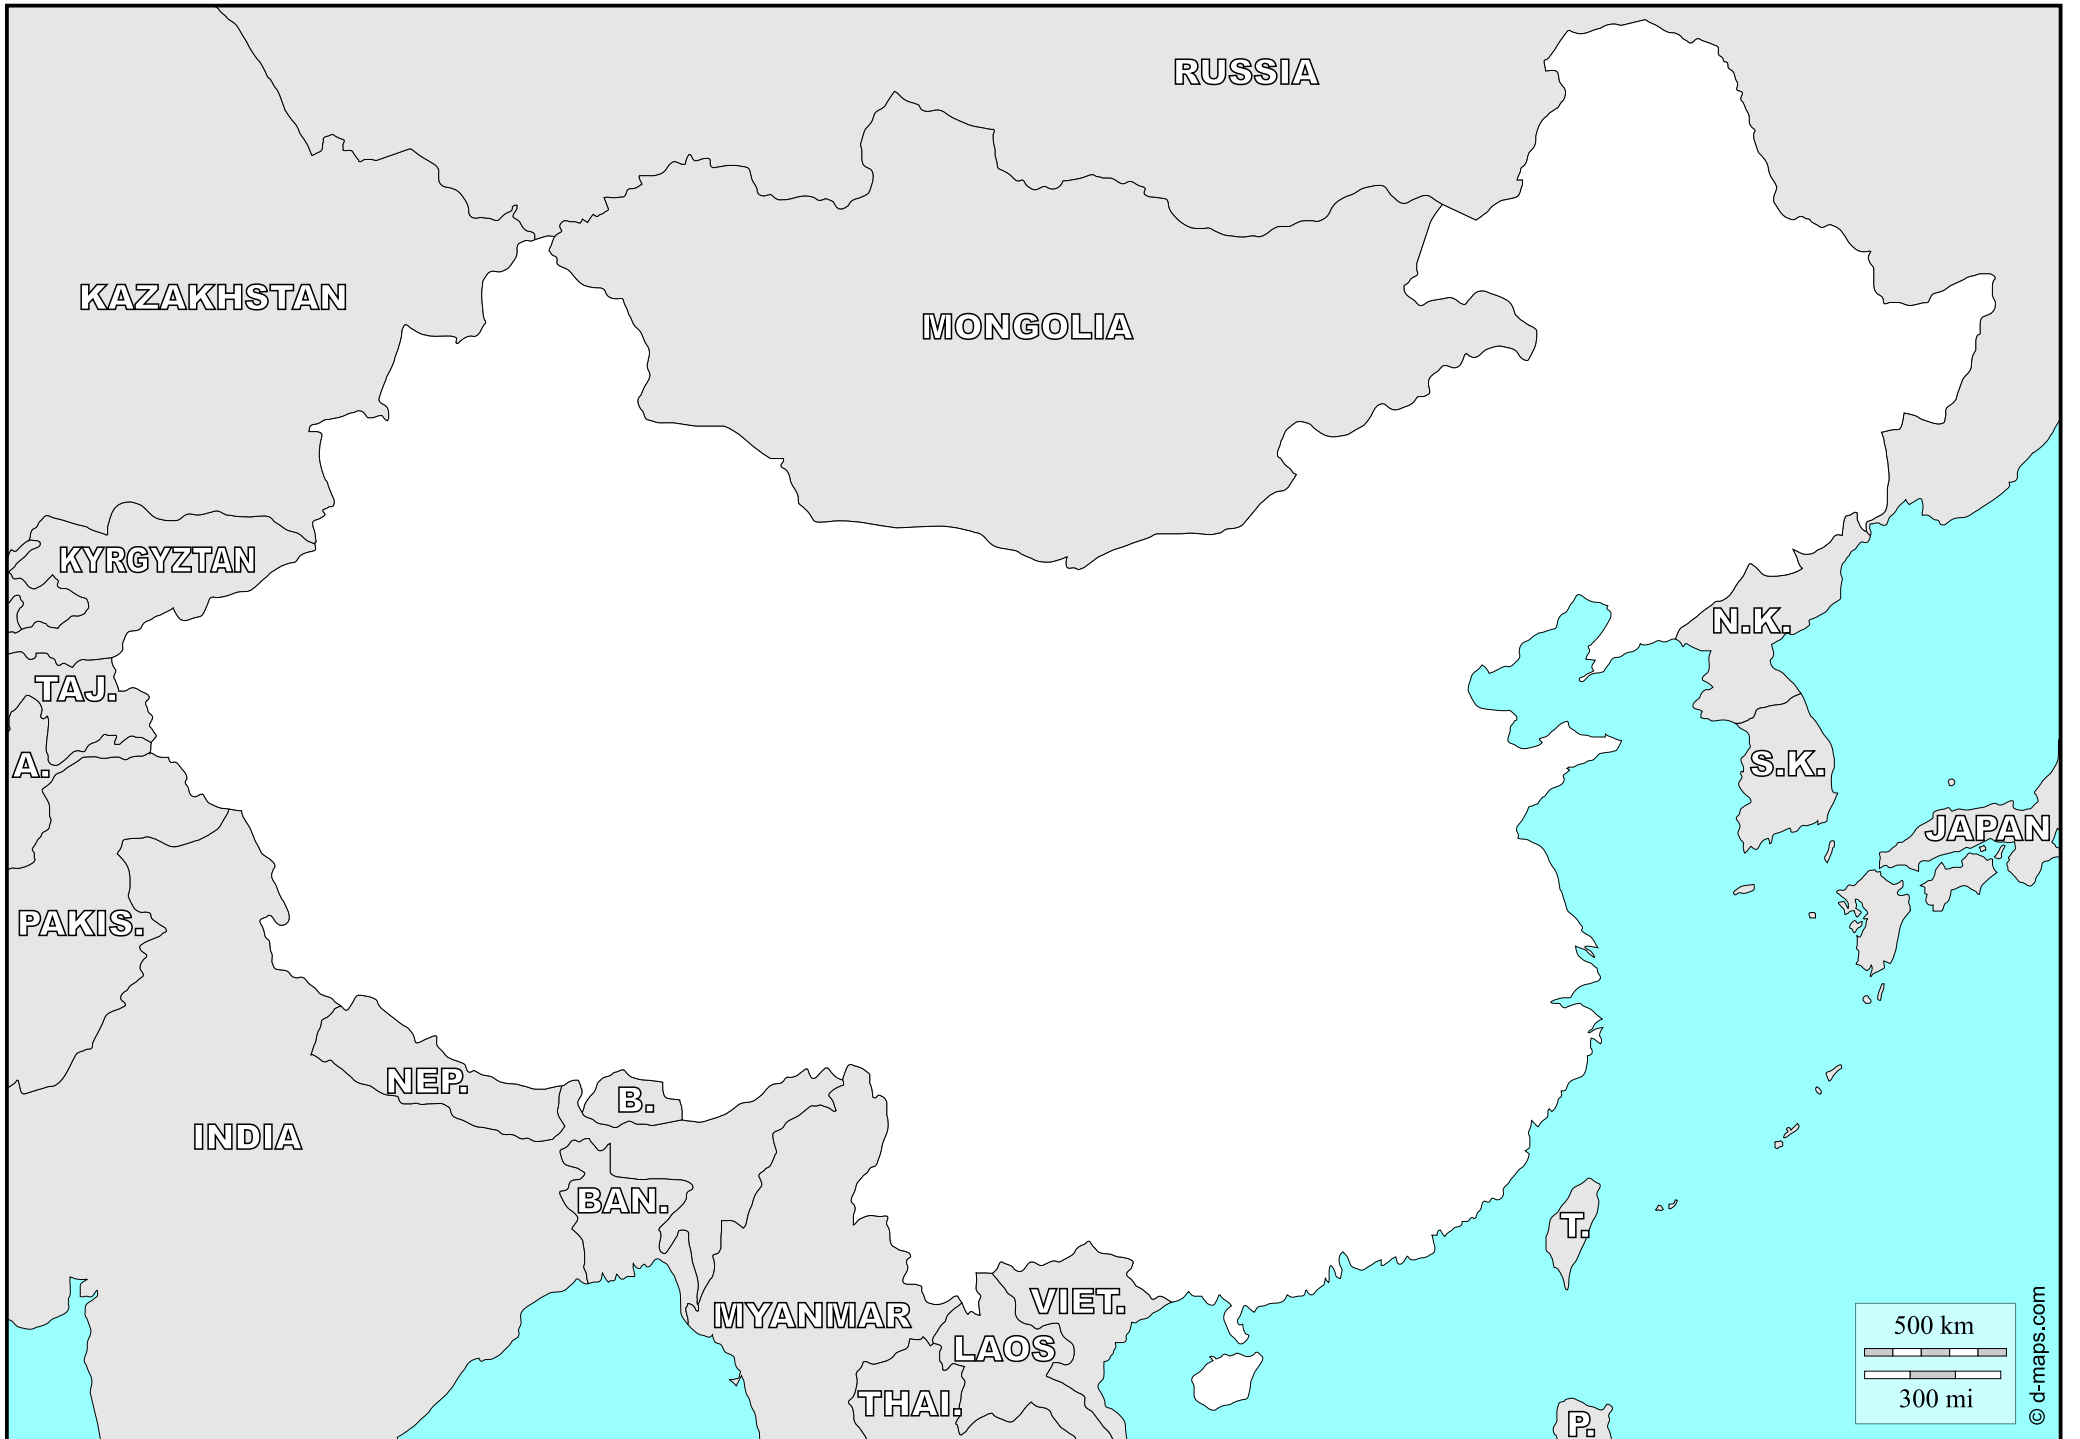 RUSSIA
KAZAKHSTAN
MONGOLIA
KYRGYZTAN
N.K.
TAJ.
A.
S.K.
JAPAN
PAKIS.
NEP.
B.
INDIA
BAN.
T.
VIET.
MYANMAR
LAOS
THAI.
P.
500 km
300 mi
© d-maps.com